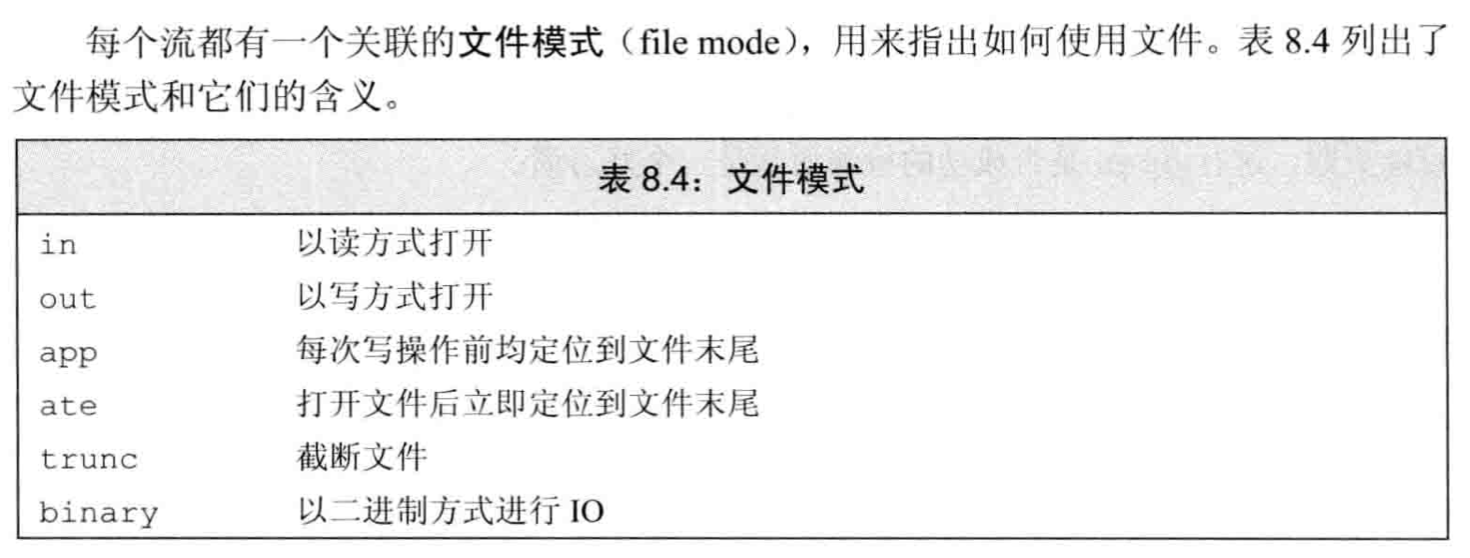 每个流都有一个关联的文件模式（file mode），用来指出如何使用文件。表 8.4 列出了
文件模式和它们的含义。
表 8.4：文件模式
in 以读方式打开
out 以写方式打开
app 每次写操作前均定位到文件末尾
ate 打开文件后立即定位到文件末尾
trunc 截断文件
binary 以二进制方式进行 IO